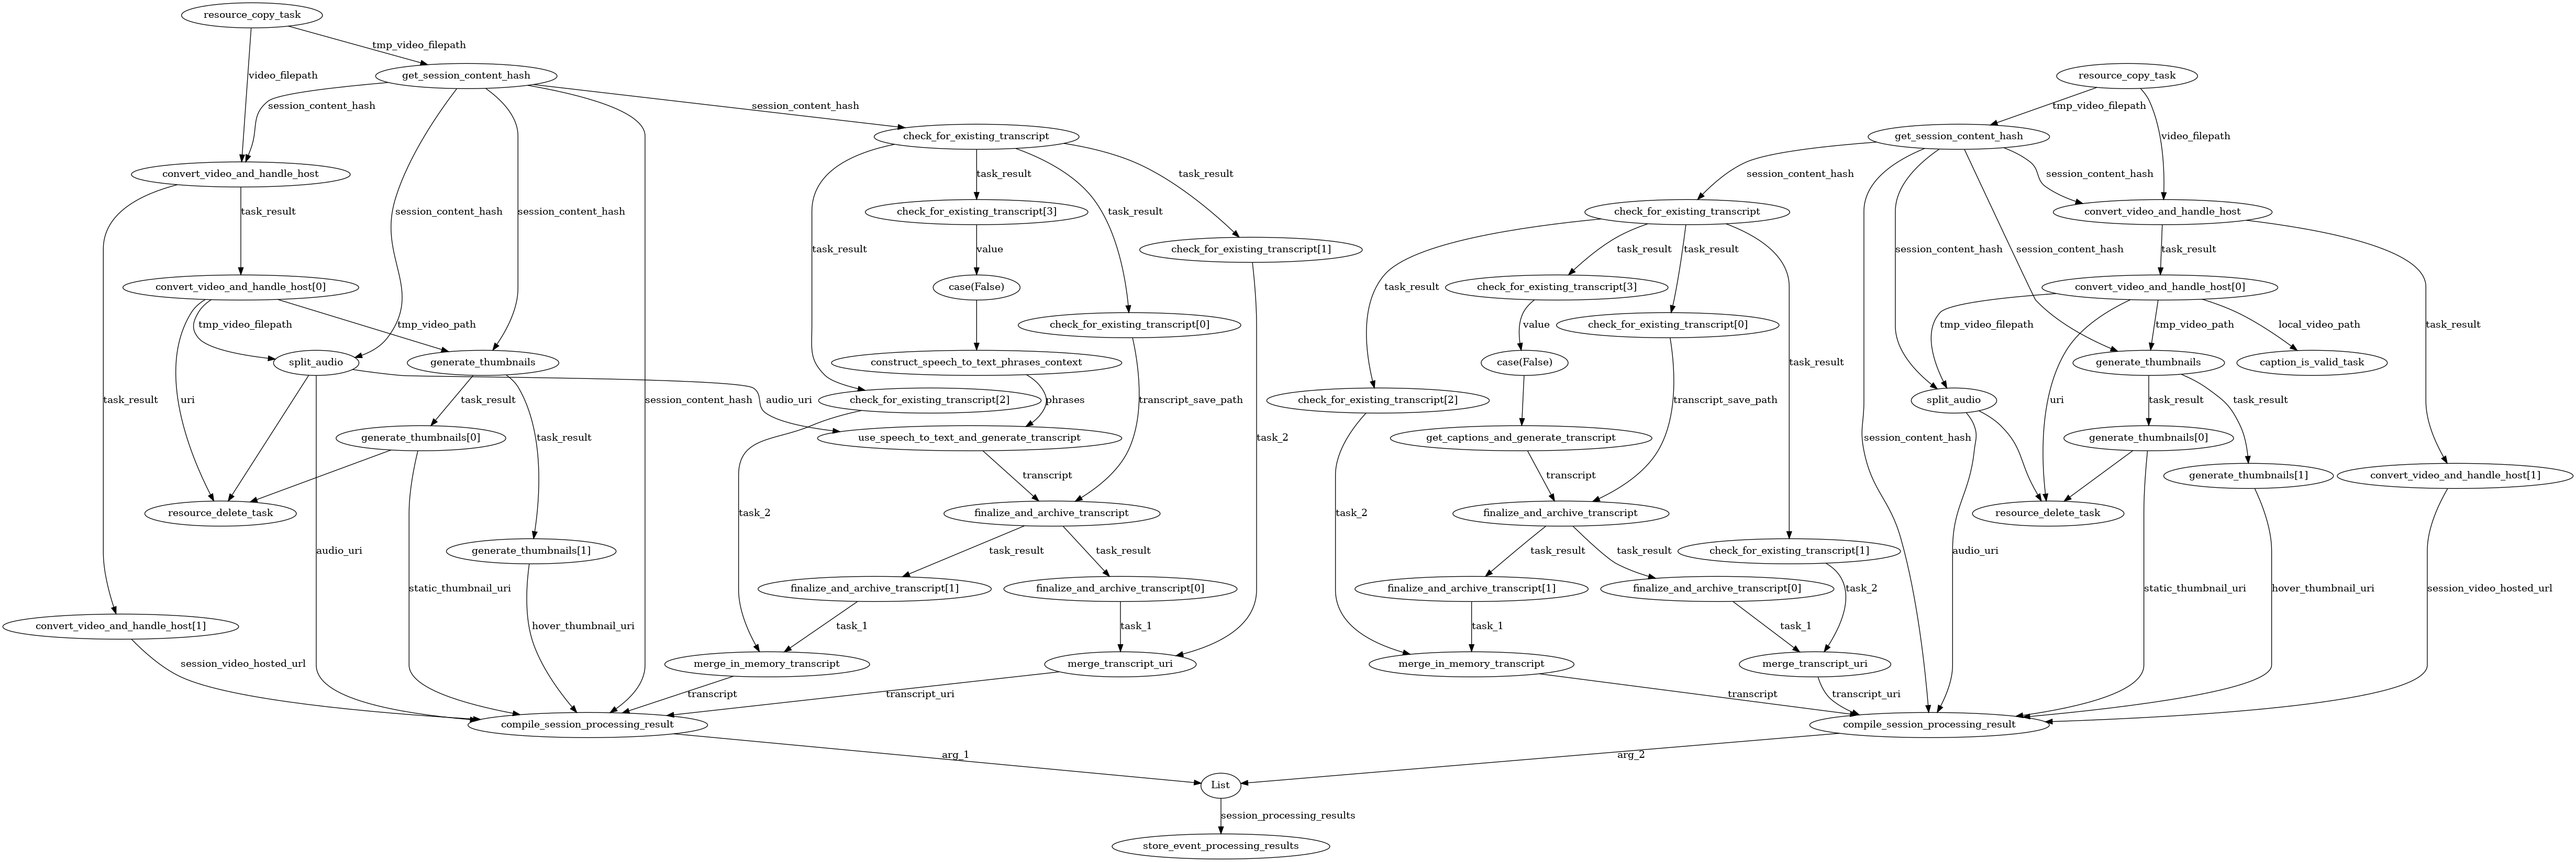 resource_copy_task
tmp_video_filepath
video_filepath
get_session_content_hash
resource_copy_task
session_content_hash
session_content_hash
tmp_video_filepath
check_for_existing_transcript
get_session_content_hash
video_filepath
convert_video_and_handle_host
task_result
task_result
session_content_hash
session_content_hash
task_result
session_content_hash
session_content_hash
check_for_existing_transcript[3]
task_result
check_for_existing_transcript
convert_video_and_handle_host
task_result
value
check_for_existing_transcript[1]
task_result
task_result
session_content_hash
session_content_hash
task_result
convert_video_and_handle_host[0]
case(False)
task_result
check_for_existing_transcript[3]
convert_video_and_handle_host[0]
tmp_video_filepath
tmp_video_path
check_for_existing_transcript[0]
value
check_for_existing_transcript[0]
tmp_video_filepath
tmp_video_path
local_video_path
task_result
split_audio
generate_thumbnails
construct_speech_to_text_phrases_context
case(False)
task_result
generate_thumbnails
caption_is_valid_task
task_result
uri
task_result
session_content_hash
audio_uri
check_for_existing_transcript[2]
phrases
transcript_save_path
check_for_existing_transcript[2]
transcript_save_path
split_audio
uri
task_result
task_result
generate_thumbnails[0]
task_result
use_speech_to_text_and_generate_transcript
task_2
get_captions_and_generate_transcript
session_content_hash
generate_thumbnails[0]
transcript
transcript
generate_thumbnails[1]
convert_video_and_handle_host[1]
resource_delete_task
task_2
finalize_and_archive_transcript
task_2
finalize_and_archive_transcript
resource_delete_task
audio_uri
generate_thumbnails[1]
task_result
task_result
task_result
task_result
check_for_existing_transcript[1]
audio_uri
static_thumbnail_uri
finalize_and_archive_transcript[1]
finalize_and_archive_transcript[0]
finalize_and_archive_transcript[1]
finalize_and_archive_transcript[0]
task_2
static_thumbnail_uri
hover_thumbnail_uri
session_video_hosted_url
convert_video_and_handle_host[1]
hover_thumbnail_uri
task_1
task_1
task_1
task_1
session_video_hosted_url
merge_in_memory_transcript
merge_transcript_uri
merge_in_memory_transcript
merge_transcript_uri
transcript
transcript_uri
transcript
transcript_uri
compile_session_processing_result
compile_session_processing_result
arg_1
arg_2
List
session_processing_results
store_event_processing_results